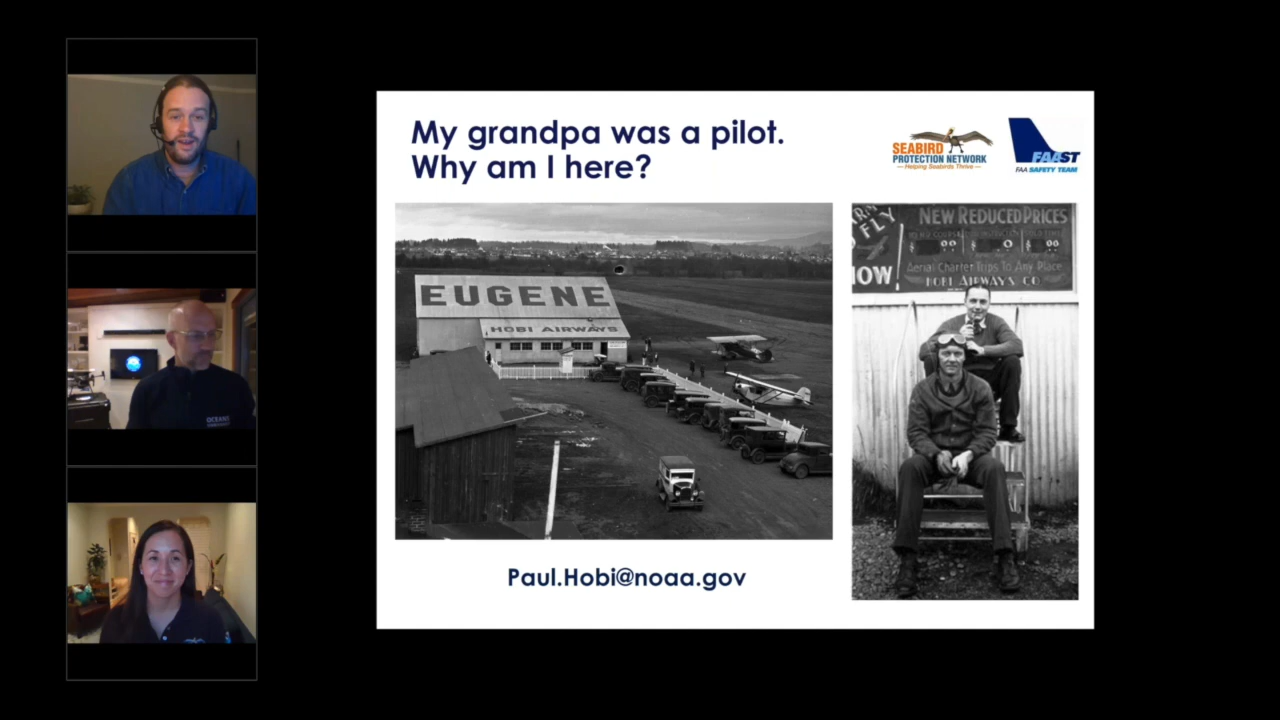 My grandpa was a pilot.
Why am I here?
SEABIRD
PROTECTION NETWORK
Helping Seabirds Thrive
FAAST
FAA SAFETY TEAM
EUGENE
HOBI AIRWAYS
FLY
NOW
NEW REDUCED PRICES
Aerial Charter Trips To Any Place
HOBI AIRWAYS CO.
OCEANS
Paul.Hobi@noaa.gov